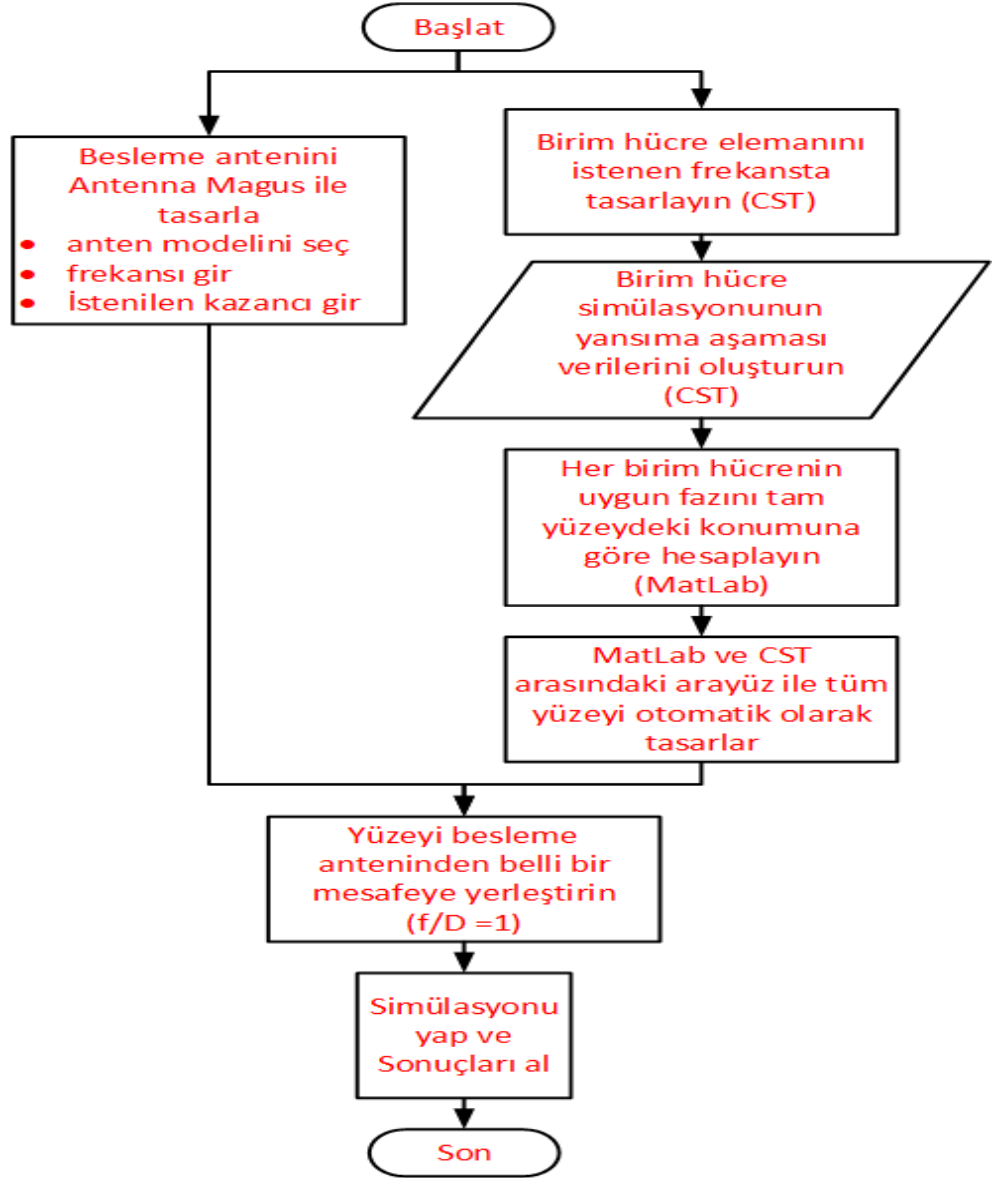 Başlat
Besleme antenini
Antenna Magus ile
tasarla
• anten modelini seç
• frekansı gir
• İstenilen kazancı gir
Birim hücre elemanını
istenen frekansta
tasarlayın (CST)
Birim hücre
simülasyonunun
yansıma aşaması
verilerini oluşturun
(CST)
Her birim hücrenin
uygun fazını tam
yüzeydeki konumuna
göre hesaplayın
(MatLab)
MatLab ve CST
arasındaki arayüz ile tüm
yüzeyi otomatik olarak
tasarlar
Yüzeyi besleme
anteninden belli bir
mesafeye yerleştirin
(f/D =1)
Simülasyonu
yap ve
Sonuçları al
Son